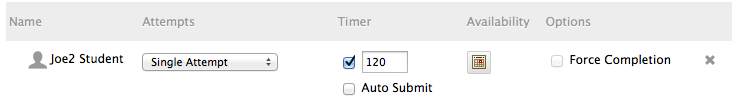 Name Attempts Timer Availability Options
Joe2 Student Single Attempt 120 Force Completion
Auto Submit